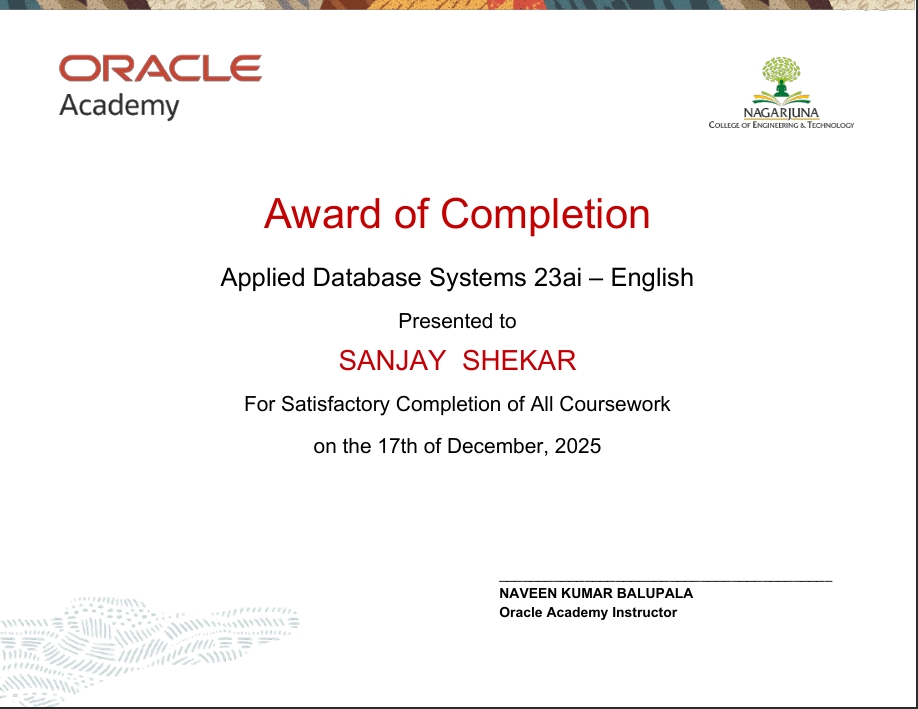 ORACLE
Academy
NAGARJUNA
COLLEGE OF ENGINEERING & TECHNOLOGY
Award of Completion
Applied Database Systems 23ai – English
Presented to
SANJAY SHEKAR
For Satisfactory Completion of All Coursework
on the 17th of December, 2025
NAVEEN KUMAR BALUPALA
Oracle Academy Instructor